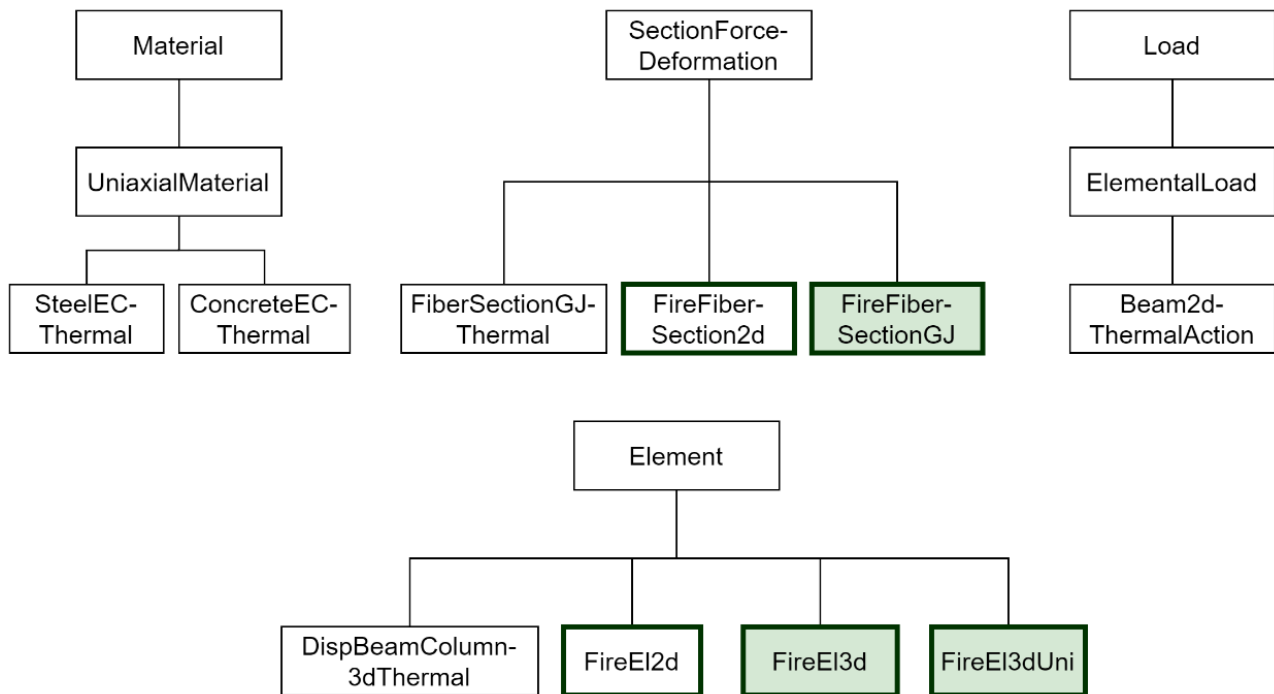 Material
SectionForce-
Deformation
Load
UniaxialMaterial
ElementalLoad
SteelEC-
Thermal
ConcreteEC-
Thermal
FiberSectionGJ-
Thermal
FireFiber-
Section2d
FireFiber-
SectionGJ
Beam2d-
ThermalAction
Element
DispBeamColumn-
3dThermal
FireEl2d
FireEl3d
FireEl3dUni